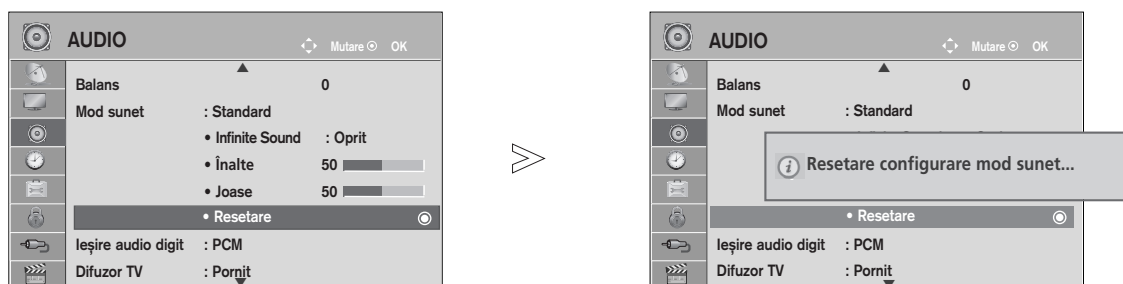 AUDIO Mutare OK
Balans 0
Mod sunet : Standard
• Infinite Sound : Oprit
• Înalte 50
• Joase 50
• Resetare
Ieșire audio digit : PCM
Difuzor TV : Pornit
AUDIO Mutare OK
Balans 0
Mod sunet : Standard
Resetare configurare mod sunet...
• Resetare
Ieșire audio digit : PCM
Difuzor TV : Pornit